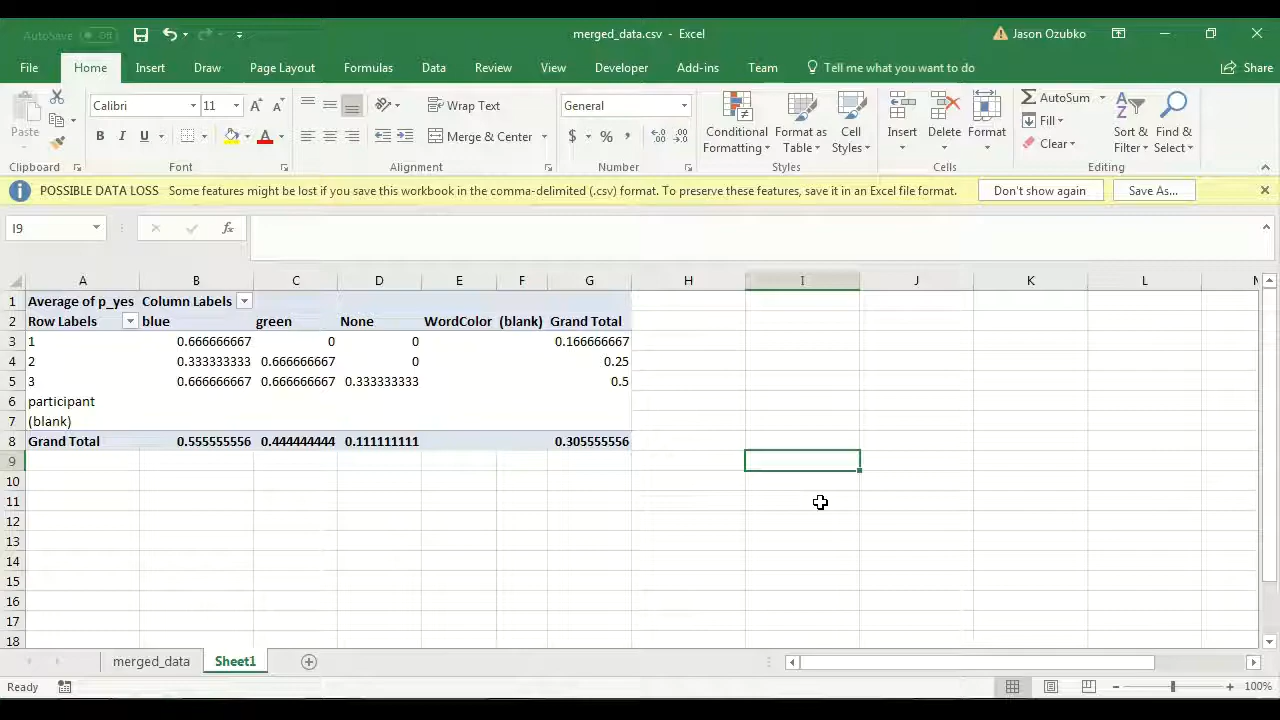 AutoSave Off merged_data.csv - Excel Jason Ozubko
File Home Insert Draw Page Layout Formulas Data Review View Developer Add-ins Team Tell me what you want to do Share
Paste
Calibri 11
B I U
Wrap Text
Merge & Center
General
$ % ,
Conditional Formatting
Format as Table
Cell Styles
Insert
Delete
Format
AutoSum
Fill
Clear
Sort & Filter
Find & Select
Clipboard Font Alignment Number Styles Cells Editing
POSSIBLE DATA LOSS Some features might be lost if you save this workbook in the comma-delimited (.csv) format. To preserve these features, save it in an Excel file format. Don't show again Save As...
I9 fx
A B C D E F G H I J K L M
1 Average of p_yes Column Labels
2 Row Labels blue green None WordColor (blank) Grand Total
3 1 0.666666667 0 0 0.166666667
4 2 0.333333333 0.666666667 0 0.25
5 3 0.666666667 0.666666667 0.333333333 0.5
6 participant
7 (blank)
8 Grand Total 0.555555556 0.444444444 0.111111111 0.305555556
9
10
11
12
13
14
15
16
17
18
merged_data Sheet1
Ready 100%